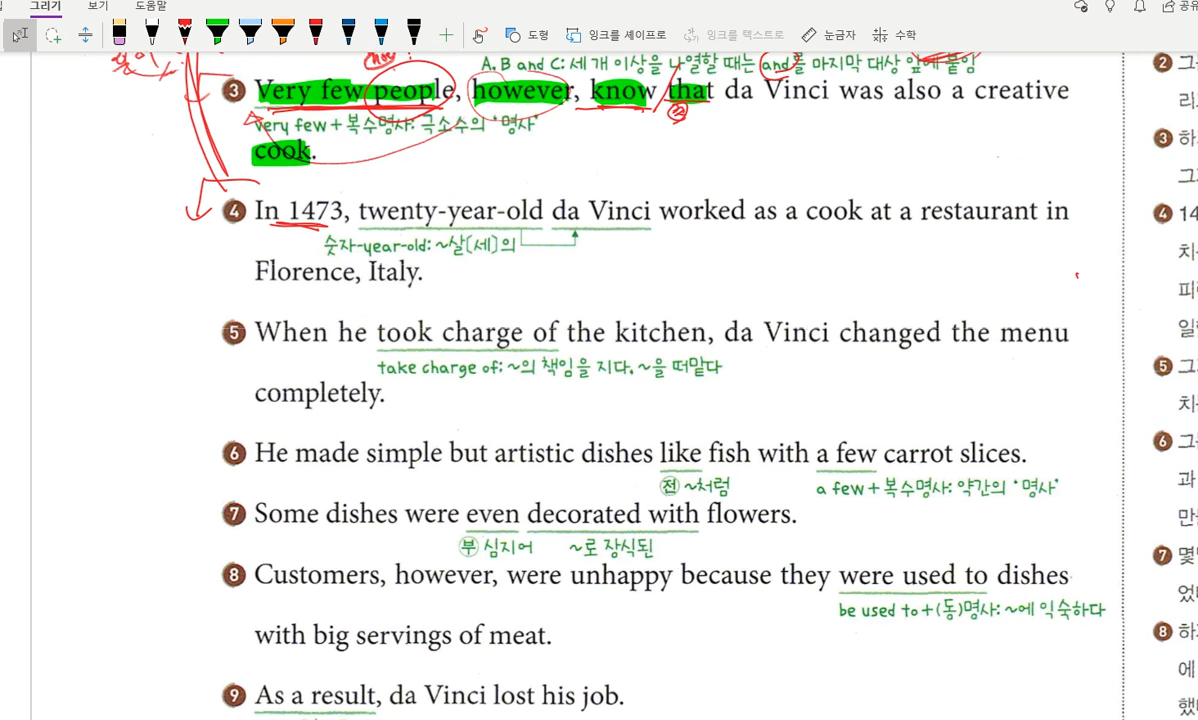 그리기 보기 도움말
도형 잉크를 셰이프로 잉크를 텍스트로 눈금자 수학
A, B and C: 세 개 이상을 나열할 때는 and를 마지막 대상 앞에 붙임
❸ Very few people, however, know that da Vinci was also a creative
very few + 복수명사: 극소수의 '명사'
cook.
❹ In 1473, twenty-year-old da Vinci worked as a cook at a restaurant in
숫자-year-old: ~살(세)의
Florence, Italy.
❺ When he took charge of the kitchen, da Vinci changed the menu
take charge of: ~의 책임을 지다, ~을 떠맡다
completely.
❻ He made simple but artistic dishes like fish with a few carrot slices.
전 ~처럼 a few + 복수명사: 약간의 '명사'
❼ Some dishes were even decorated with flowers.
부 심지어 ~로 장식된
❽ Customers, however, were unhappy because they were used to dishes
be used to + (동)명사: ~에 익숙하다
with big servings of meat.
❾ As a result, da Vinci lost his job.